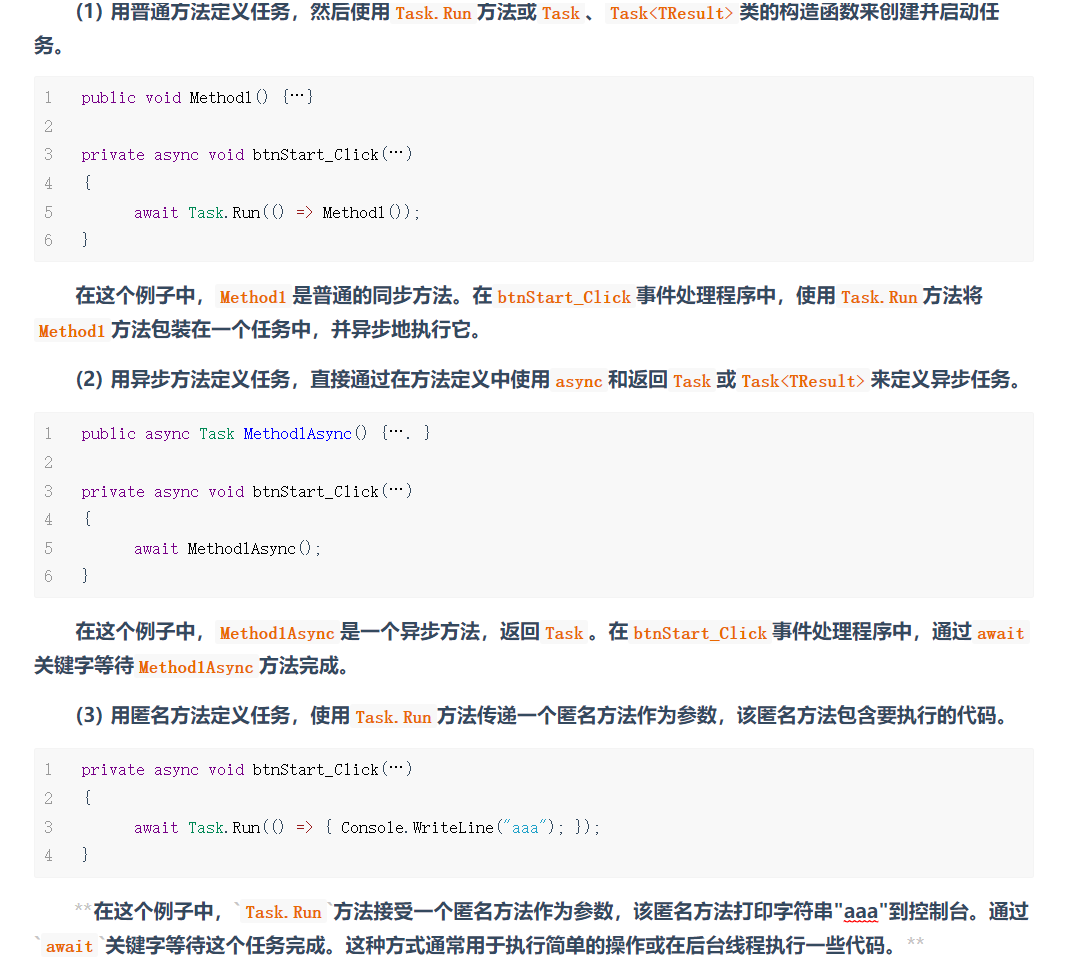 (1) 用普通方法定义任务，然后使用 Task.Run 方法或 Task 、 Task<TResult> 类的构造函数来创建并启动任
务。
1 public void Method1() {…}
2
3 private async void btnStart_Click(…)
4 {
5 await Task.Run(() => Method1());
6 }
在这个例子中， Method1 是普通的同步方法。在 btnStart_Click 事件处理程序中，使用 Task.Run 方法将
Method1 方法包装在一个任务中，并异步地执行它。
(2) 用异步方法定义任务，直接通过在方法定义中使用 async 和返回 Task 或 Task<TResult> 来定义异步任务。
1 public async Task Method1Async() {…. }
2
3 private async void btnStart_Click(…)
4 {
5 await Method1Async();
6 }
在这个例子中， Method1Async 是一个异步方法，返回 Task 。在 btnStart_Click 事件处理程序中，通过 await
关键字等待 Method1Async 方法完成。
(3) 用匿名方法定义任务，使用 Task.Run 方法传递一个匿名方法作为参数，该匿名方法包含要执行的代码。
1 private async void btnStart_Click(…)
2 {
3 await Task.Run(() => { Console.WriteLine("aaa"); });
4 }
**在这个例子中，`Task.Run`方法接受一个匿名方法作为参数，该匿名方法打印字符串"aaa"到控制台。通过
`await`关键字等待这个任务完成。这种方式通常用于执行简单的操作或在后台线程执行一些代码。**